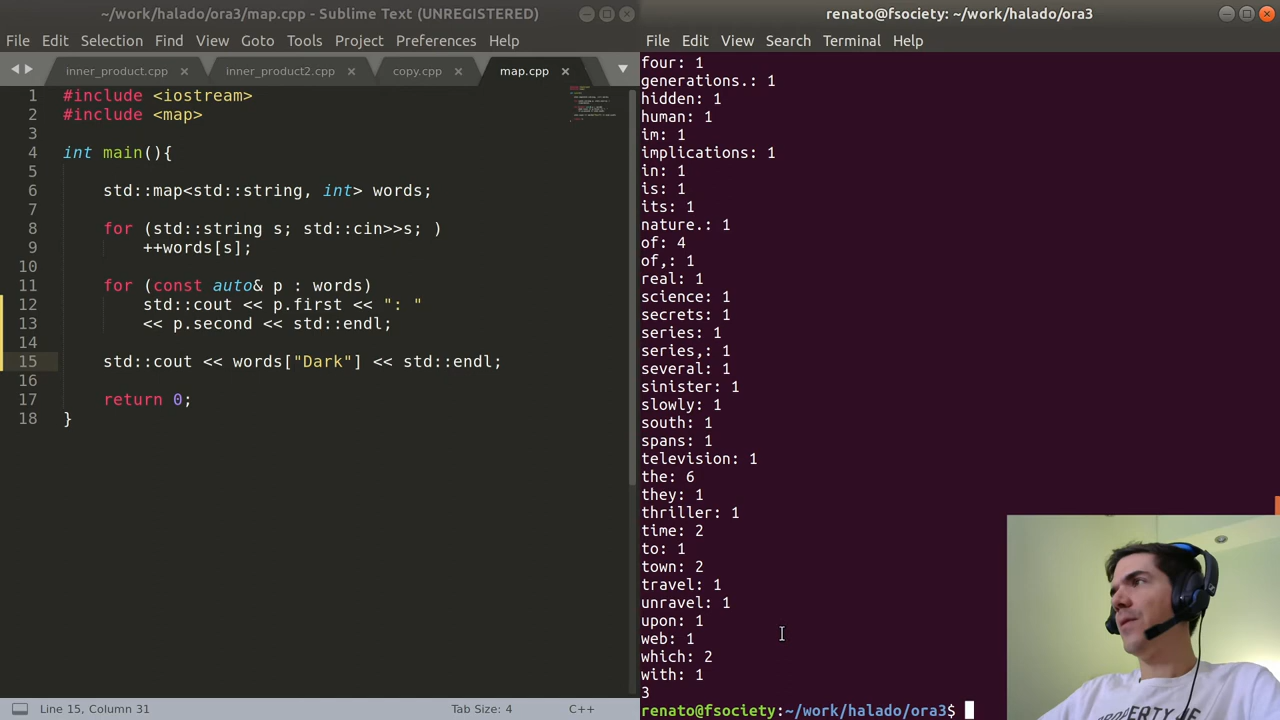 ~/work/halado/ora3/map.cpp - Sublime Text (UNREGISTERED)
File Edit Selection Find View Goto Tools Project Preferences Help
inner_product.cpp × inner_product2.cpp × copy.cpp × map.cpp ×
1 #include <iostream>
2 #include <map>
3
4 int main(){
5
6 std::map<std::string, int> words;
7
8 for (std::string s; std::cin>>s; )
9 ++words[s];
10
11 for (const auto& p : words)
12 std::cout << p.first << ": "
13 << p.second << std::endl;
14
15 std::cout << words["Dark"] << std::endl;
16
17 return 0;
18 }
Line 15, Column 31 Tab Size: 4 C++
renato@fsociety: ~/work/halado/ora3
File Edit View Search Terminal Help
four: 1
generations.: 1
hidden: 1
human: 1
im: 1
implications: 1
in: 1
is: 1
its: 1
nature.: 1
of: 4
of,: 1
real: 1
science: 1
secrets: 1
series: 1
series,: 1
several: 1
sinister: 1
slowly: 1
south: 1
spans: 1
television: 1
the: 6
they: 1
thriller: 1
time: 2
to: 1
town: 2
travel: 1
unravel: 1
upon: 1
web: 1
which: 2
with: 1
3
renato@fsociety:~/work/halado/ora3$